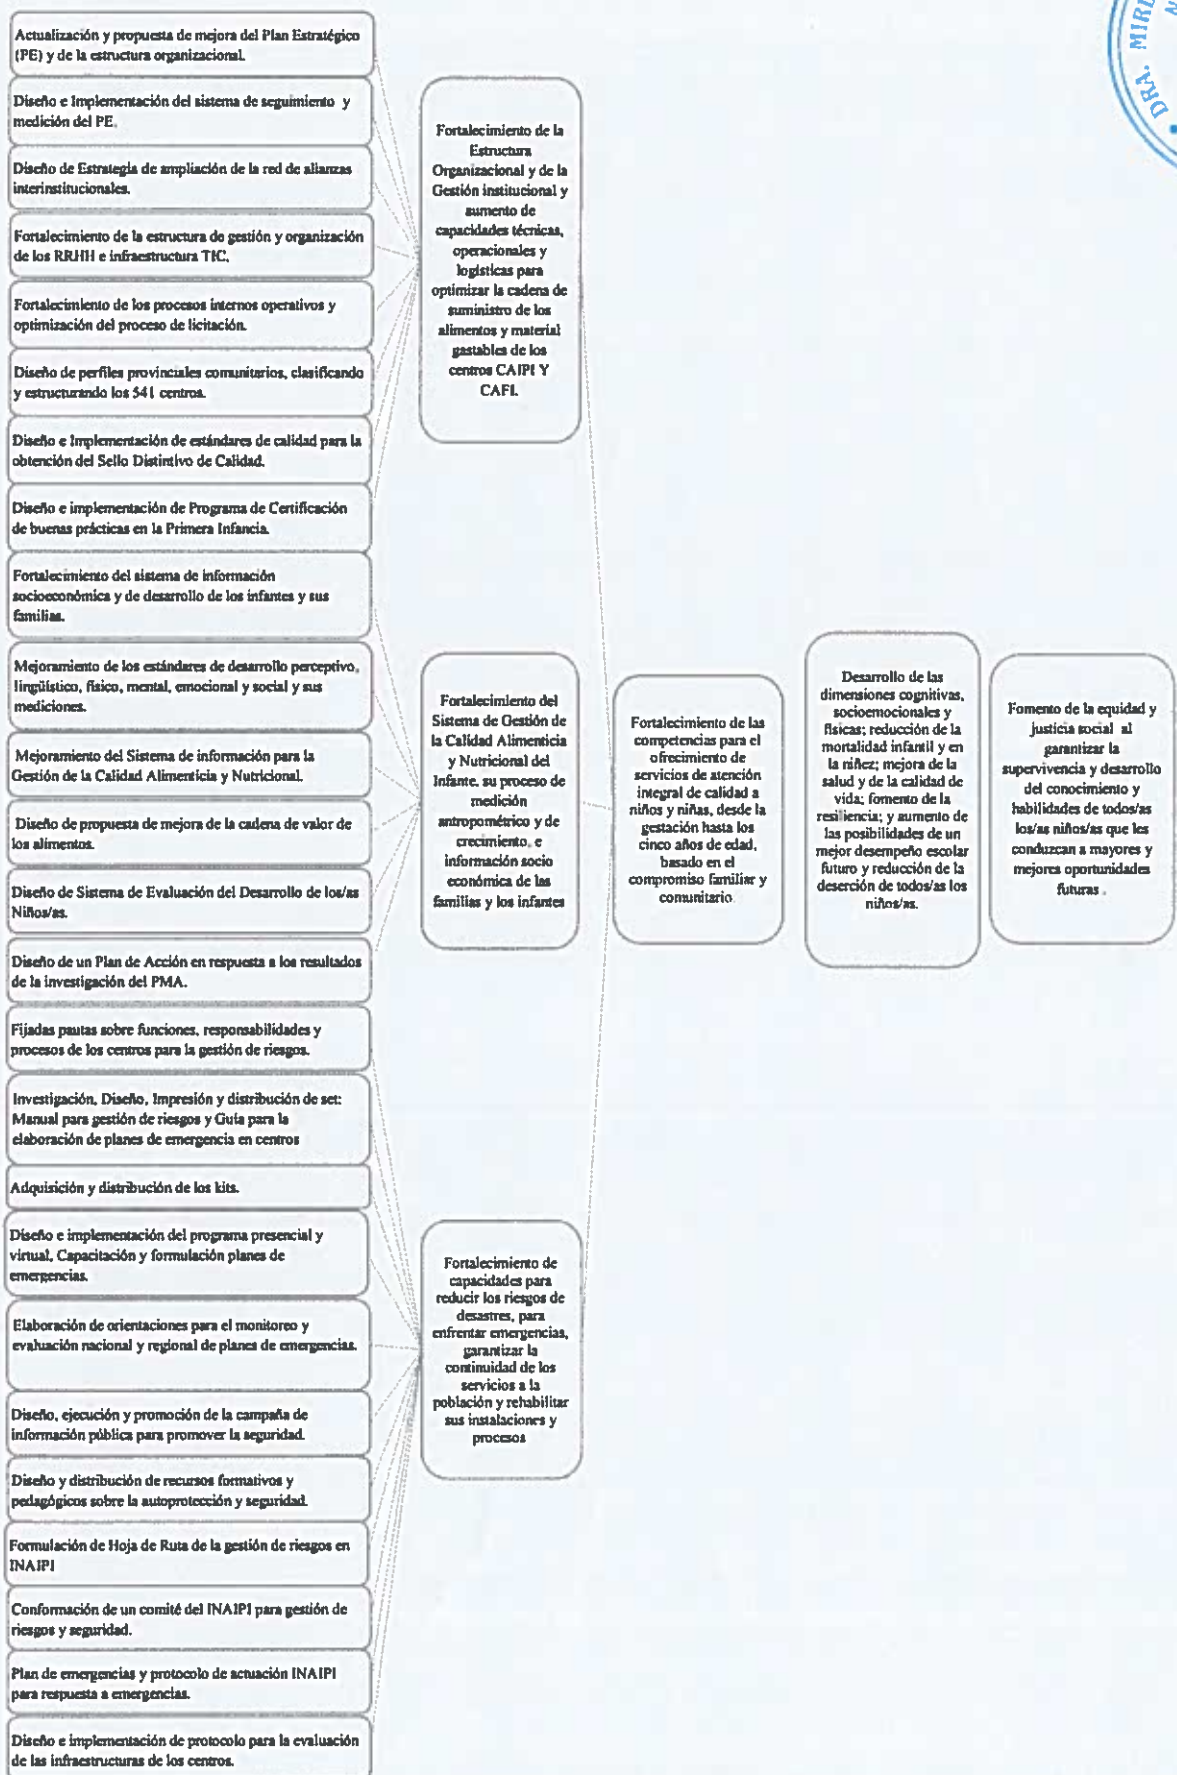 DRA. MIRE
Actualización y propuesta de mejora del Plan Estratégico
(PE) y de la estructura organizacional.
Diseño e Implementación del sistema de seguimiento y
medición del PE.
Diseño de Estrategia de ampliación de la red de alianzas
interinstitucionales.
Fortalecimiento de la estructura de gestión y organización
de los RRHH e infraestructura TIC.
Fortalecimiento de los procesos internos operativos y
optimización del proceso de licitación.
Diseño de perfiles provinciales comunitarios, clasificando
y estructurando los 541 centros.
Diseño e Implementación de estándares de calidad para la
obtención del Sello Distintivo de Calidad.
Diseño e implementación de Programa de Certificación
de buenas prácticas en la Primera Infancia.
Fortalecimiento del sistema de información
socioeconómica y de desarrollo de los infantes y sus
familias.
Mejoramiento de los estándares de desarrollo perceptivo,
lingüístico, físico, mental, emocional y social y sus
mediciones.
Mejoramiento del Sistema de información para la
Gestión de la Calidad Alimenticia y Nutricional.
Diseño de propuesta de mejora de la cadena de valor de
los alimentos.
Diseño de Sistema de Evaluación del Desarrollo de los/as
Niños/as.
Diseño de un Plan de Acción en respuesta a los resultados
de la investigación del PMA.
Fijadas pautas sobre funciones, responsabilidades y
procesos de los centros para la gestión de riesgos.
Investigación, Diseño, Impresión y distribución de set:
Manual para gestión de riesgos y Guía para la
elaboración de planes de emergencia en centros
Adquisición y distribución de los kits.
Diseño e implementación del programa presencial y
virtual, Capacitación y formulación planes de
emergencias.
Elaboración de orientaciones para el monitoreo y
evaluación nacional y regional de planes de emergencias.
Diseño, ejecución y promoción de la campaña de
información pública para promover la seguridad.
Diseño y distribución de recursos formativos y
pedagógicos sobre la autoprotección y seguridad.
Formulación de Hoja de Ruta de la gestión de riesgos en
INAIPI
Conformación de un comité del INAIPI para gestión de
riesgos y seguridad.
Plan de emergencias y protocolo de actuación INAIPI
para respuesta a emergencias.
Diseño e implementación de protocolo para la evaluación
de las infraestructuras de los centros.
Fortalecimiento de la
Estructura
Organizacional y de la
Gestión institucional y
aumento de
capacidades técnicas,
operacionales y
logísticas para
optimizar la cadena de
suministro de los
alimentos y material
gastables de los
centros CAIPI Y
CAFI.
Fortalecimiento del
Sistema de Gestión de
la Calidad Alimenticia
y Nutricional del
Infante, su proceso de
medición
antropométrico y de
crecimiento, e
información socio
económica de las
familias y los infantes
Fortalecimiento de
capacidades para
reducir los riesgos de
desastres, para
enfrentar emergencias,
garantizar la
continuidad de los
servicios a la
población y rehabilitar
sus instalaciones y
procesos
Fortalecimiento de las
competencias para el
ofrecimiento de
servicios de atención
integral de calidad a
niños y niñas, desde la
gestación hasta los
cinco años de edad,
basado en el
compromiso familiar y
comunitario
Desarrollo de las
dimensiones cognitivas,
socioemocionales y
físicas; reducción de la
mortalidad infantil y en
la niñez; mejora de la
salud y de la calidad de
vida; fomento de la
resiliencia; y aumento de
las posibilidades de un
mejor desempeño escolar
futuro y reducción de la
deserción de todos/as los
niños/as.
Fomento de la equidad y
justicia social al
garantizar la
supervivencia y desarrollo
del conocimiento y
habilidades de todos/as
los/as niños/as que les
conduzcan a mayores y
mejores oportunidades
futuras .